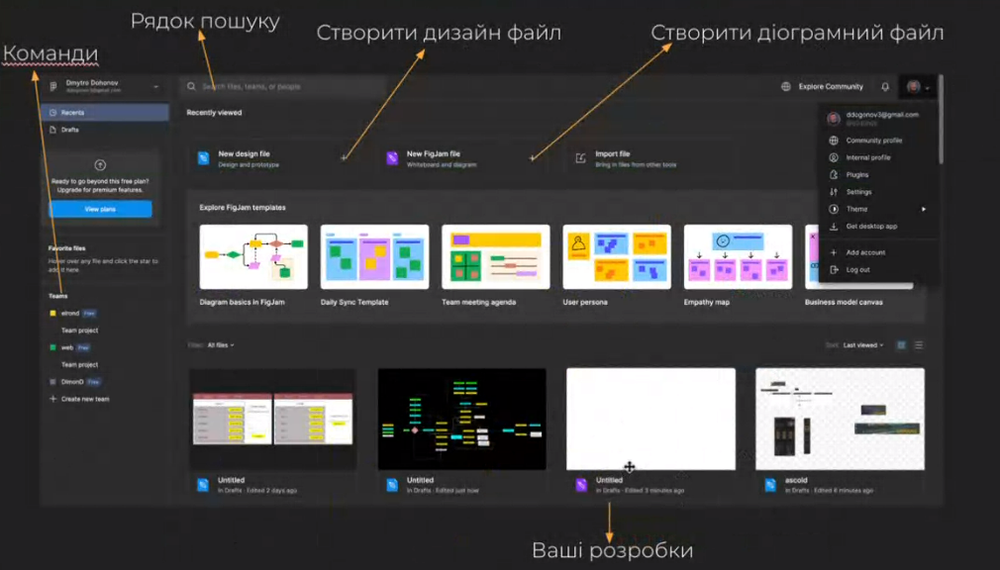 Рядок пошуку
Створити дизайн файл
Створити діограмний файл
Команди
Dmytro Dohonov
Search files, teams, or people
Explore Community
Recents
Drafts
Ready to go beyond this free plan?
Upgrade for premium features.
View plans
Favorite files
Hover over any file and click the star to
add it here.
Teams
elrond Free
Team project
web Free
Team project
DimonD Free
Create new team
Recently viewed
New design file
Design and prototype
New FigJam file
Whiteboard and diagram
Import file
Bring in files from other tools
ddogonov3@gmail.com
Community profile
Internal profile
Plugins
Settings
Theme
Get desktop app
Add account
Log out
Explore FigJam templates
Diagram basics in FigJam
Daily Sync Template
Team meeting agenda
User persona
Empathy map
Business model canvas
Filter: All files
Sort: Last viewed
Untitled
In Drafts · Edited 2 days ago
Untitled
In Drafts · Edited just now
Untitled
In Drafts · Edited 3 minutes ago
ascold
In Drafts · Edited 6 minutes ago
Ваші розробки